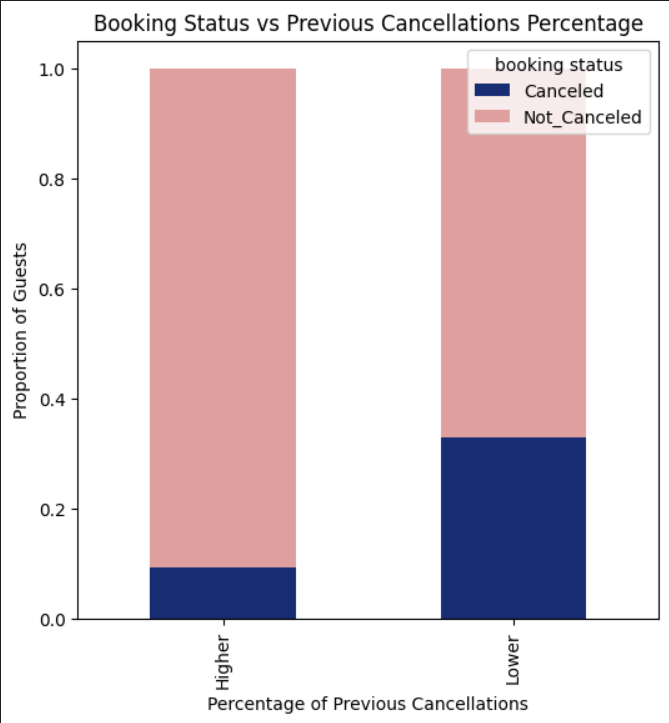 Booking Status vs Previous Cancellations Percentage
booking status
Canceled
Not_Canceled
1.0
0.8
0.6
0.4
0.2
0.0
Proportion of Guests
Higher
Lower
Percentage of Previous Cancellations